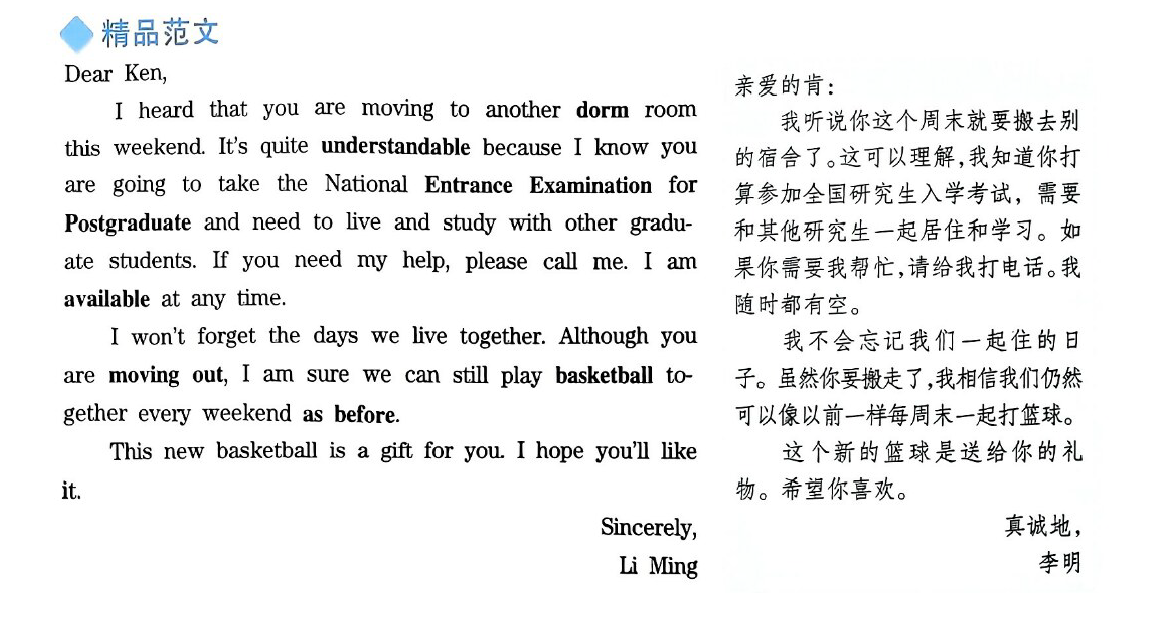 精品范文
Dear Ken,
I heard that you are moving to another dorm room
this weekend. It's quite understandable because I know you
are going to take the National Entrance Examination for
Postgraduate and need to live and study with other gradu-
ate students. If you need my help, please call me. I am
available at any time.
I won't forget the days we live together. Although you
are moving out, I am sure we can still play basketball to-
gether every weekend as before.
This new basketball is a gift for you. I hope you'll like
it.
Sincerely,
Li Ming
亲爱的肯:
我听说你这个周末就要搬去别
的宿舍了。这可以理解,我知道你打
算参加全国研究生入学考试，需要
和其他研究生一起居住和学习。如
果你需要我帮忙,请给我打电话。我
随时都有空。
我不会忘记我们一起住的日
子。虽然你要搬走了,我相信我们仍然
可以像以前一样每周末一起打篮球。
这个新的篮球是送给你的礼
物。希望你喜欢。
真诚地，
李明